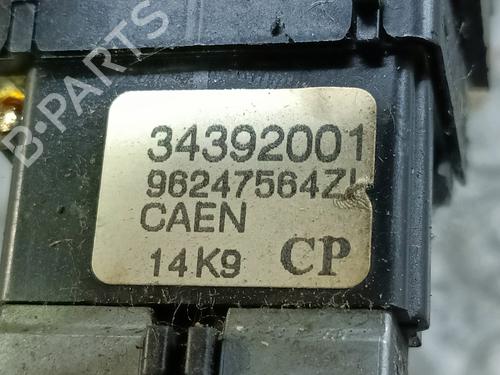 B-PARTS
34392001
96247564ZL
CAEN
14K9 CP